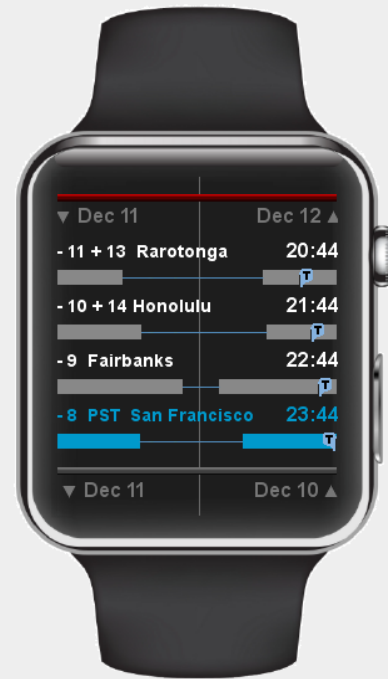 ▼ Dec 11 Dec 12 ▲
- 11 + 13 Rarotonga 20:44
T
- 10 + 14 Honolulu 21:44
T
- 9 Fairbanks 22:44
T
- 8 PST San Francisco 23:44
T
▼ Dec 11 Dec 10 ▲